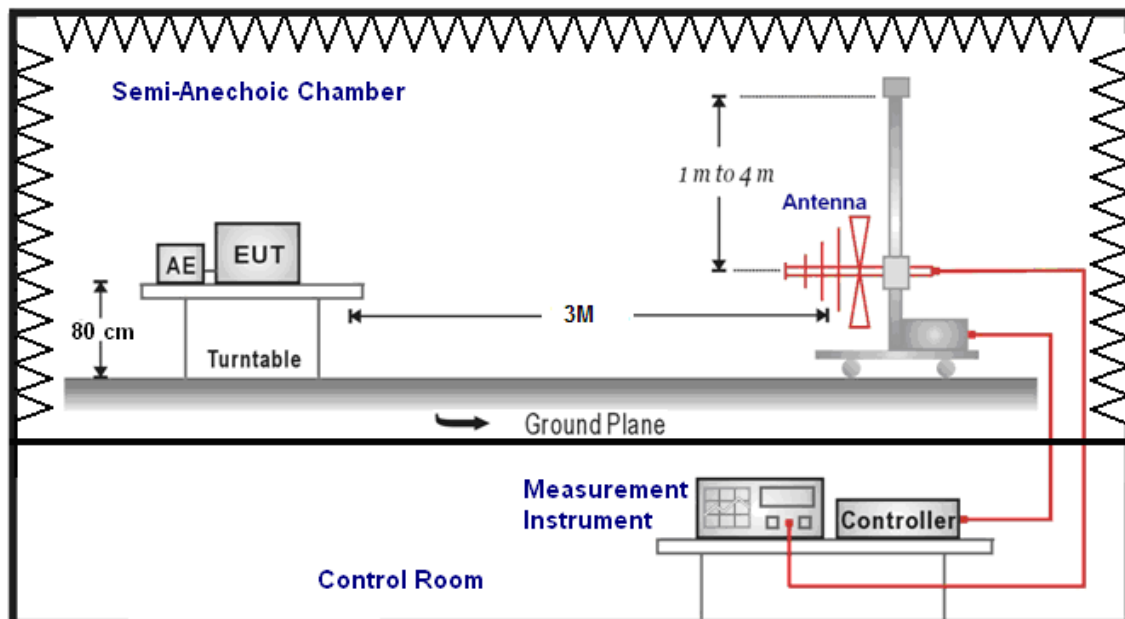 Semi-Anechoic Chamber
1 m to 4 m
Antenna
AE
EUT
80 cm
3M
Turntable
Ground Plane
Measurement
Instrument
Controller
Control Room